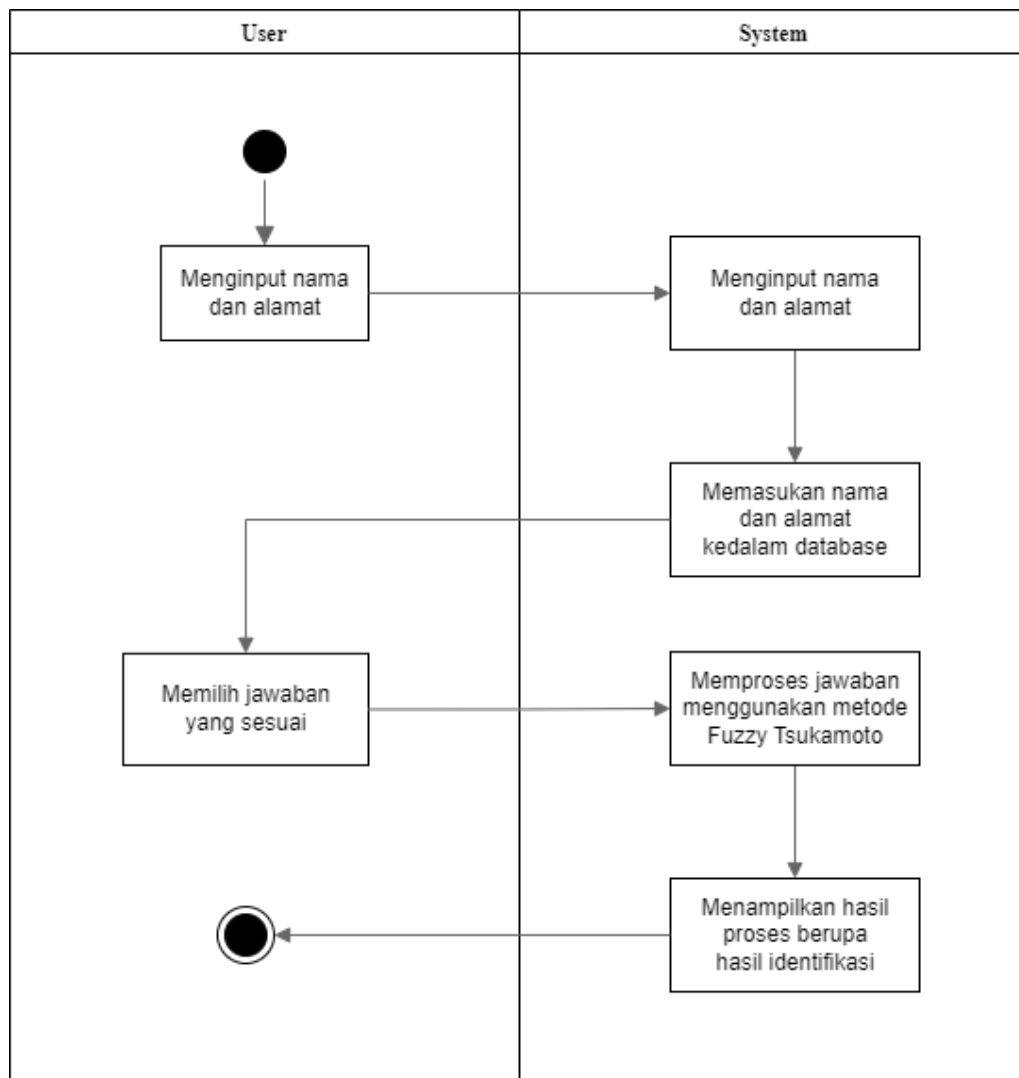 User
System
Menginput nama
dan alamat
Menginput nama
dan alamat
Memasukan nama
dan alamat
kedalam database
Memilih jawaban
yang sesuai
Memproses jawaban
menggunakan metode
Fuzzy Tsukamoto
Menampilkan hasil
proses berupa
hasil identifikasi